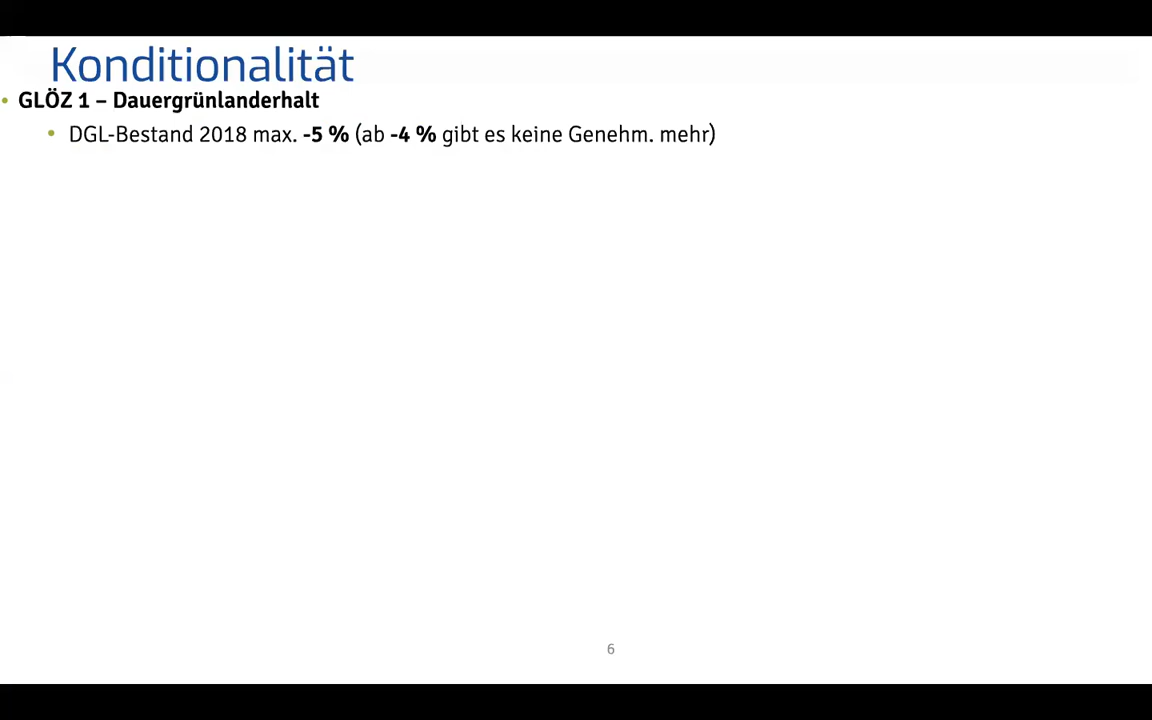 Konditionalität
• GLÖZ 1 – Dauergrünlanderhalt
• DGL-Bestand 2018 max. -5 % (ab -4 % gibt es keine Genehm. mehr)
6